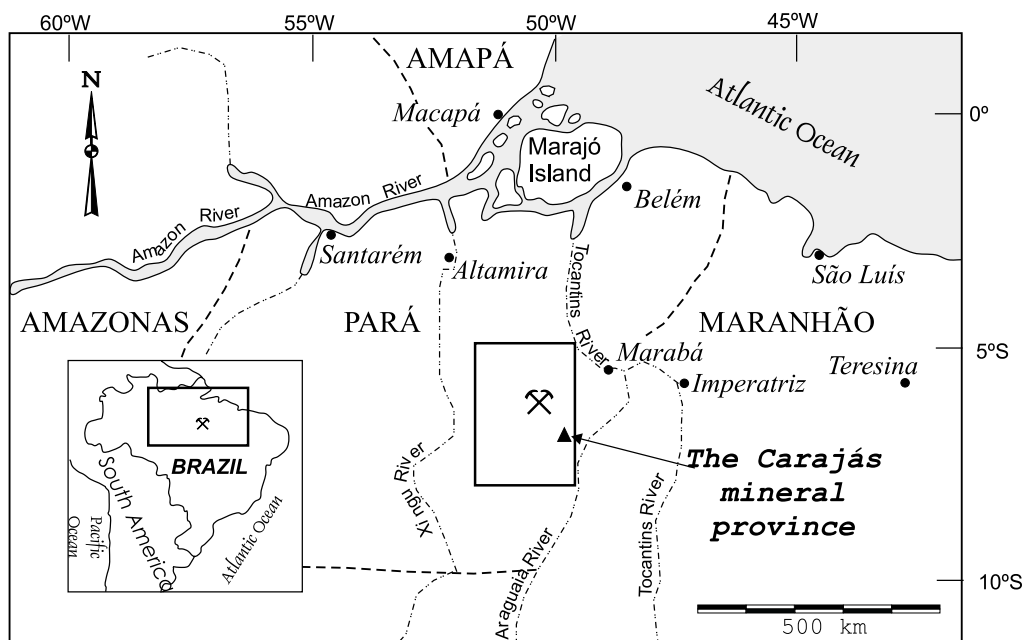 60ºW
55ºW
50ºW
45ºW
N
AMAPÁ
Macapá
Atlantic Ocean
0º
Marajó
Island
Belém
Amazon River
Amazon River
Santarém
Altamira
São Luís
Tocantins River
AMAZONAS
PARÁ
MARANHÃO
5ºS
Marabá
Imperatriz
Teresina
BRAZIL
South America
Pacific
Ocean
Atlantic Ocean
Xi ngu River
The Carajás
mineral
province
Araguaia River
Tocantins River
10ºS
500 km